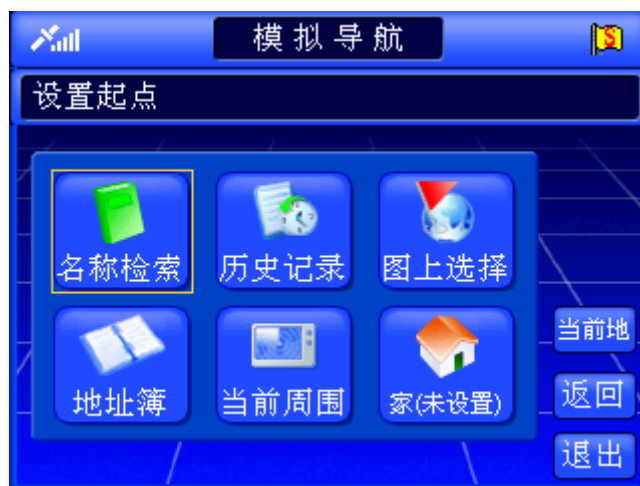 模拟导航
S
设置起点
名称检索
历史记录
图上选择
地址簿
当前周围
家(未设置)
当前地
返回
退出